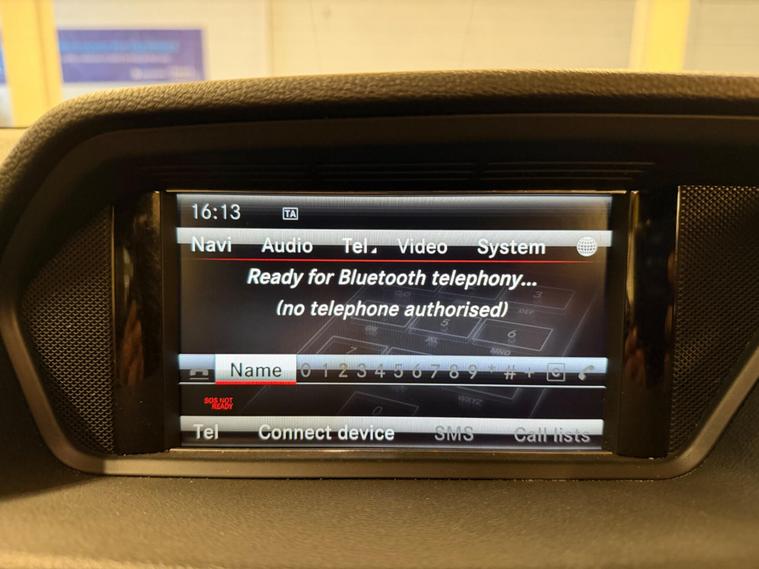 16:13 TA
Navi Audio Tel Video System
Ready for Bluetooth telephony...
(no telephone authorised)
Name 0 1 2 3 4 5 6 7 8 9 * # +
SOS NOT
READY
Tel Connect device SMS Call lists